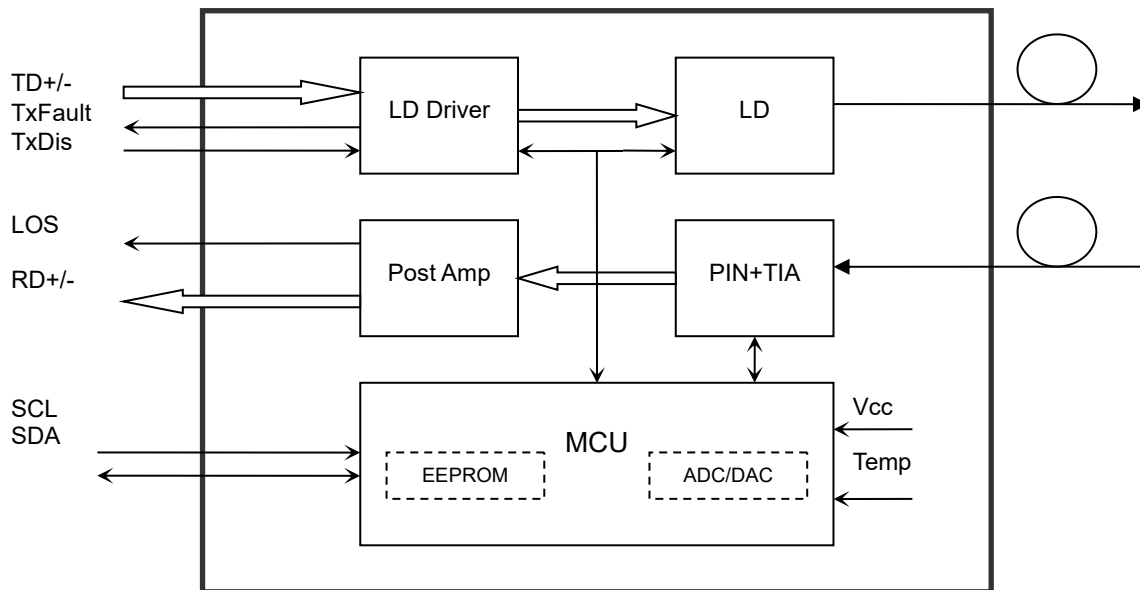 TD+/-
TxFault
TxDis
LD Driver
LD
LOS
RD+/-
Post Amp
PIN+TIA
SCL
SDA
MCU
EEPROM
ADC/DAC
Vcc
Temp